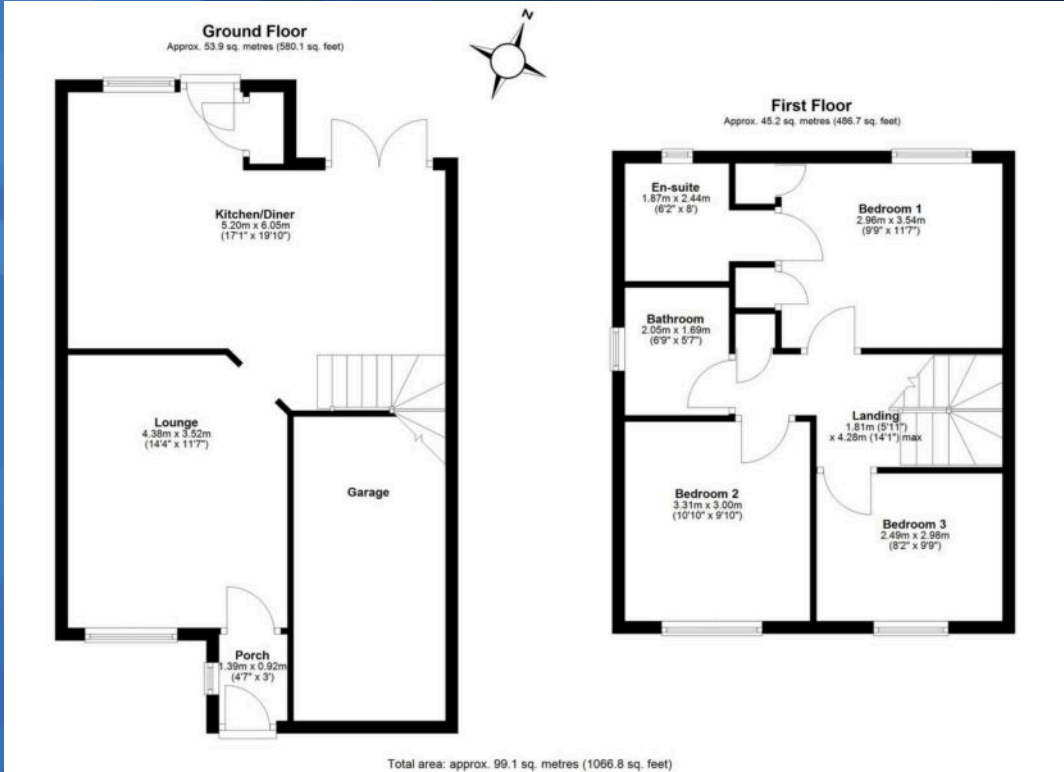 N
Ground Floor
Approx. 53.9 sq. metres (580.1 sq. feet)
Kitchen/Diner
5.20m x 6.05m
(17'1" x 19'10")
Lounge
4.38m x 3.52m
(14'4" x 11'7")
Garage
Porch
1.39m x 0.92m
(4'7" x 3')
First Floor
Approx. 45.2 sq. metres (486.7 sq. feet)
En-suite
1.87m x 2.44m
(6'2" x 8')
Bedroom 1
2.96m x 3.54m
(9'9" x 11'7")
Bathroom
2.05m x 1.69m
(6'9" x 5'7")
Landing
1.81m (5'11")
x 4.28m (14'1") max
Bedroom 2
3.31m x 3.00m
(10'10" x 9'10")
Bedroom 3
2.49m x 2.98m
(8'2" x 9'9")
Total area: approx. 99.1 sq. metres (1066.8 sq. feet)